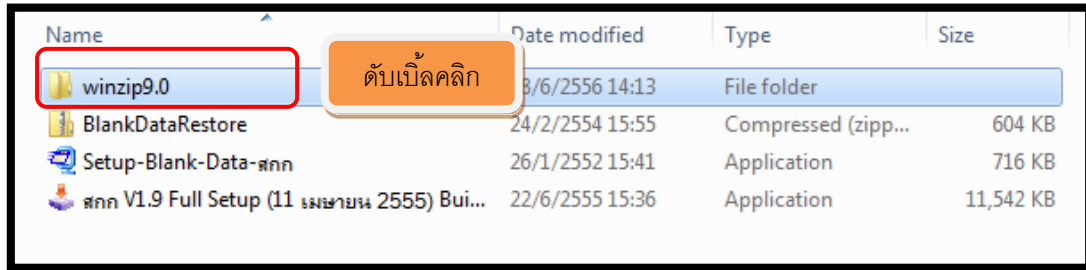 Name Date modified Type Size
winzip9.0 ดับเบิ้ลคลิก 8/6/2556 14:13 File folder
BlankDataRestore 24/2/2554 15:55 Compressed (zipp... 604 KB
Setup-Blank-Data-สกก 26/1/2552 15:41 Application 716 KB
สกก V1.9 Full Setup (11 เมษายน 2555) Bui... 22/6/2555 15:36 Application 11,542 KB